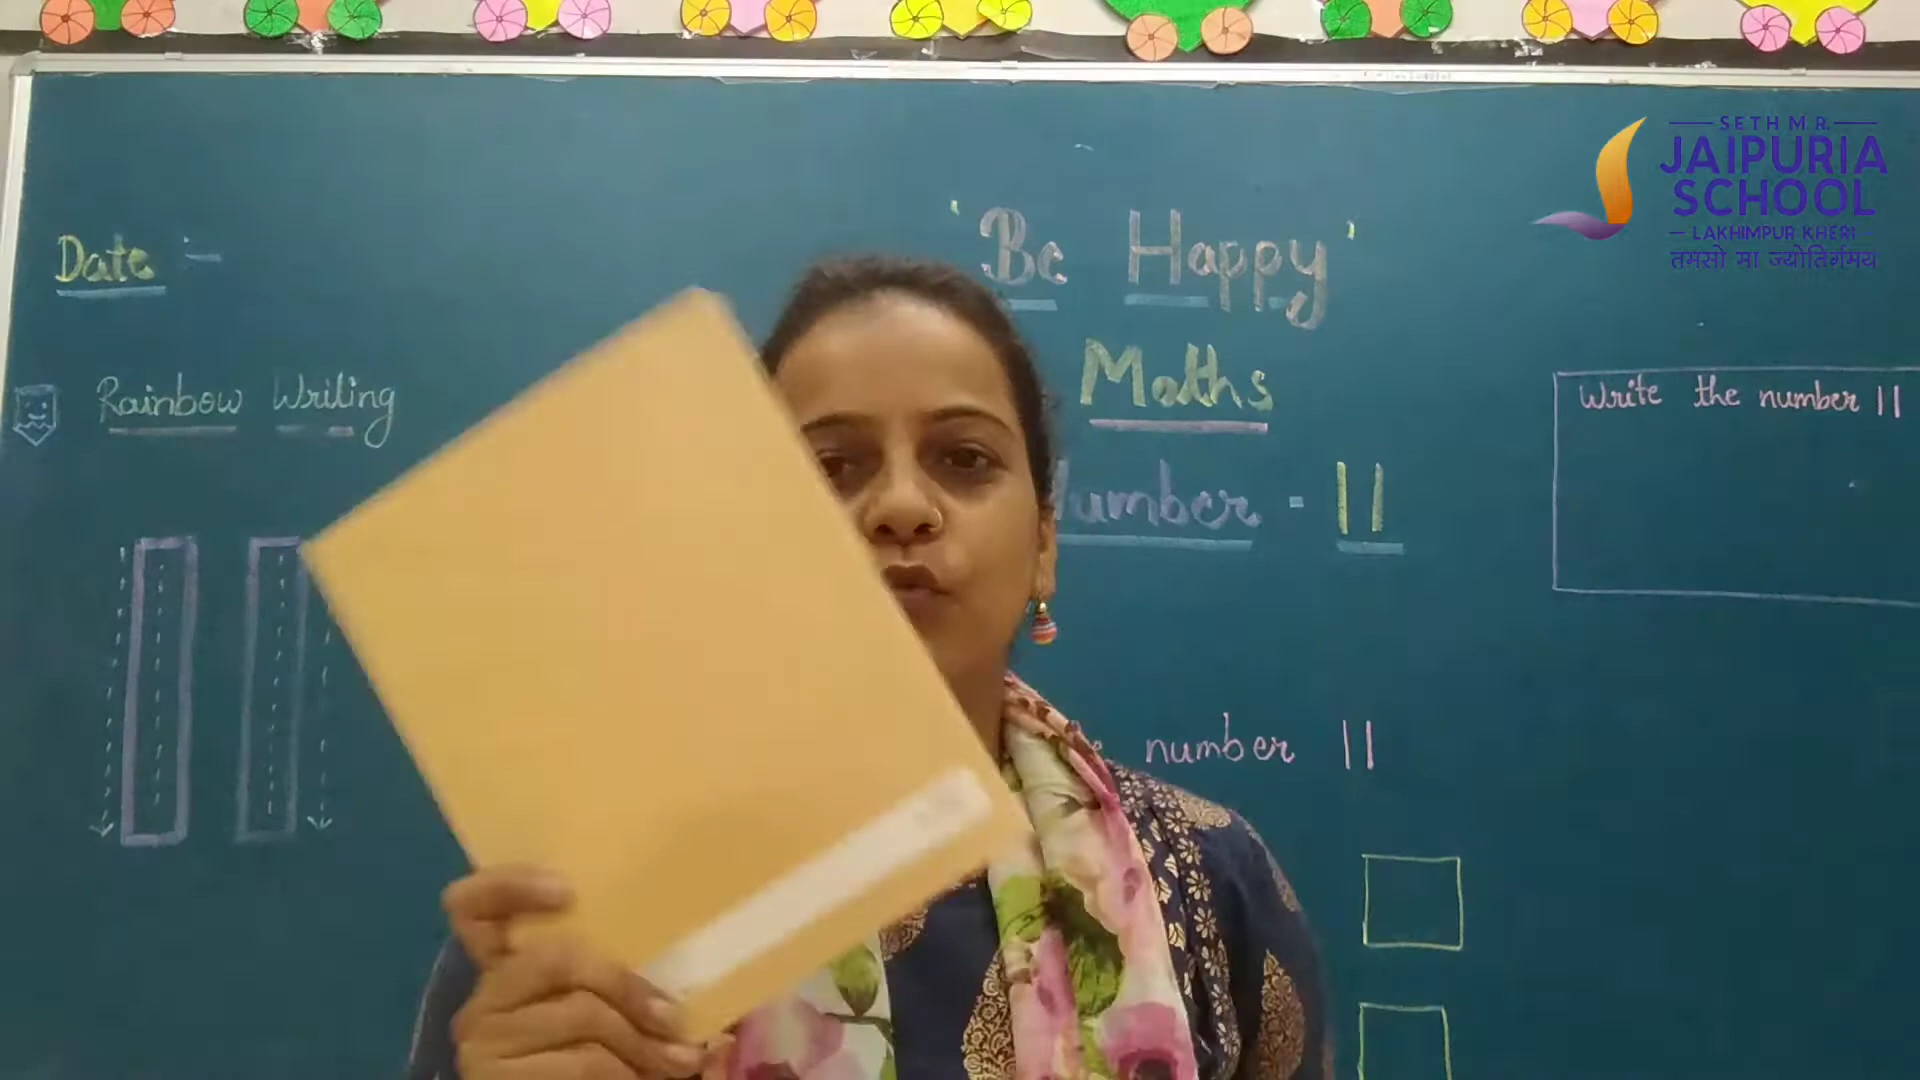 SETH M.R.
JAIPURIA
SCHOOL
LAKHIMPUR KHERI
तमसो मा ज्योतिर्गमय
Date :-
'Be Happy'
Maths
Number - 11
Rainbow Writing
Write the number 11
number 11